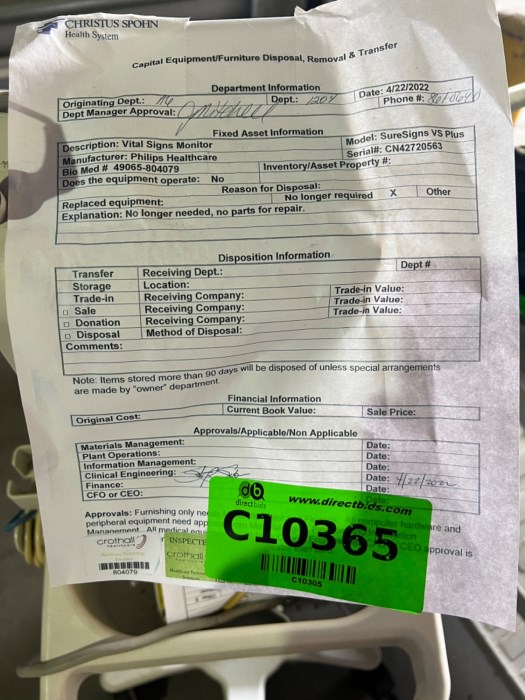 CHRISTUS SPOHN
Health System
Capital Equipment/Furniture Disposal, Removal & Transfer
Department Information
Originating Dept.: Dept.: 1204 Date: 4/22/2022
Dept Manager Approval: JMitchell Phone #:
Fixed Asset Information
Description: Vital Signs Monitor Model: SureSigns VS Plus
Manufacturer: Philips Healthcare Serial#: CN42720563
Bio Med # 49065-804079 Inventory/Asset Property #:
Does the equipment operate: No
Reason for Disposal:
Replaced equipment: No longer required X Other
Explanation: No longer needed, no parts for repair.
Disposition Information
Transfer Receiving Dept.: Dept #
Storage Location:
Trade-in Receiving Company: Trade-in Value:
Sale Receiving Company: Trade-in Value:
Donation Receiving Company: Trade-in Value:
Disposal Method of Disposal:
Comments:
Note: Items stored more than 90 days will be disposed of unless special arrangements
are made by "owner" department.
Financial Information
Original Cost: Current Book Value: Sale Price:
Approvals/Applicable/Non Applicable
Materials Management: Date:
Plant Operations: Date:
Information Management: Date:
Clinical Engineering: Date: 4/22/2022
Finance: Date:
CFO or CEO:
Approvals: Furnishing only
peripheral equipment need computer hardware and
Management. All medical CEO approval is
db
directbids
www.directbids.com
C10365
C10365
crothall
HEALTHCARE
804079
INSPECTE
crothall